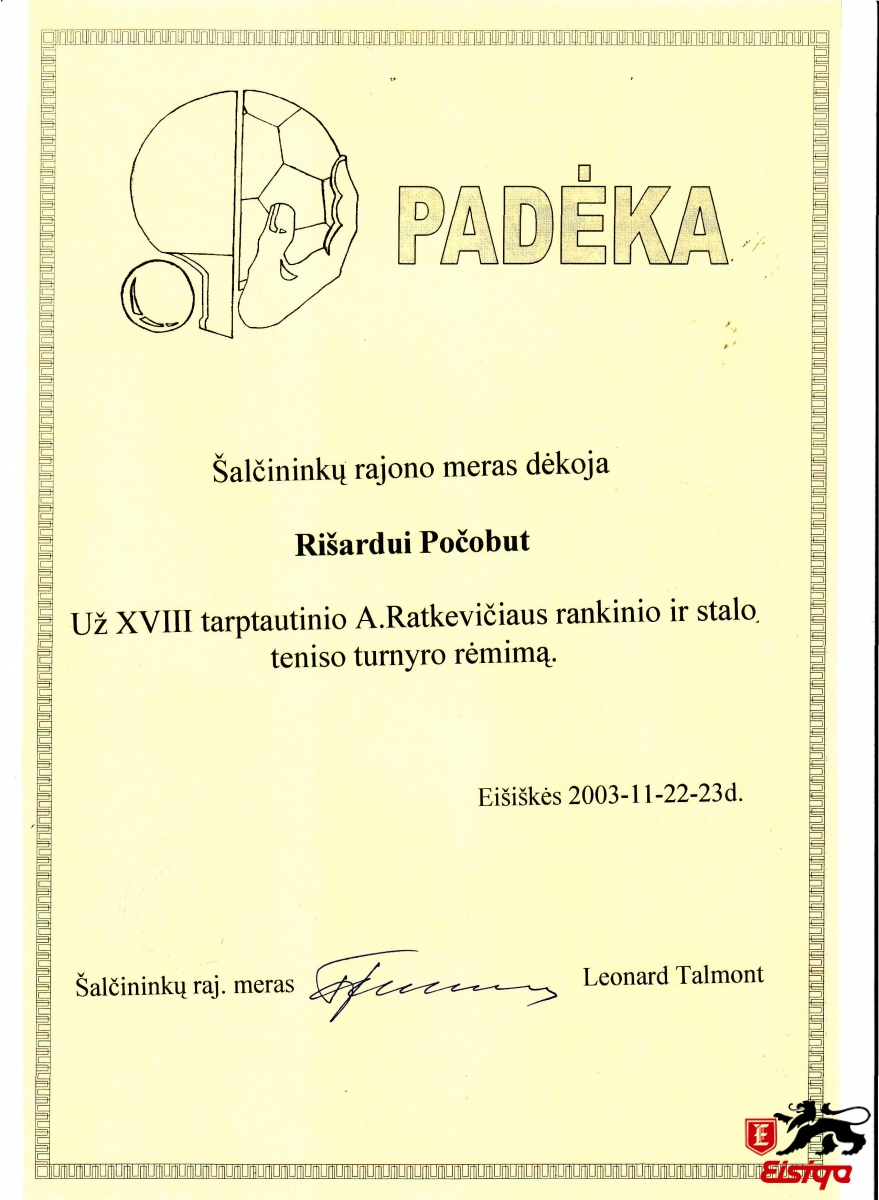 PADĖKA
Šalčininkų rajono meras dėkoja
Rišardui Počobut
Už XVIII tarptautinio A.Ratkevičiaus rankinio ir stalo
teniso turnyro rėmimą.
Eišiškės 2003-11-22-23d.
Šalčininkų raj. meras
Leonard Talmont
E
Eisiga